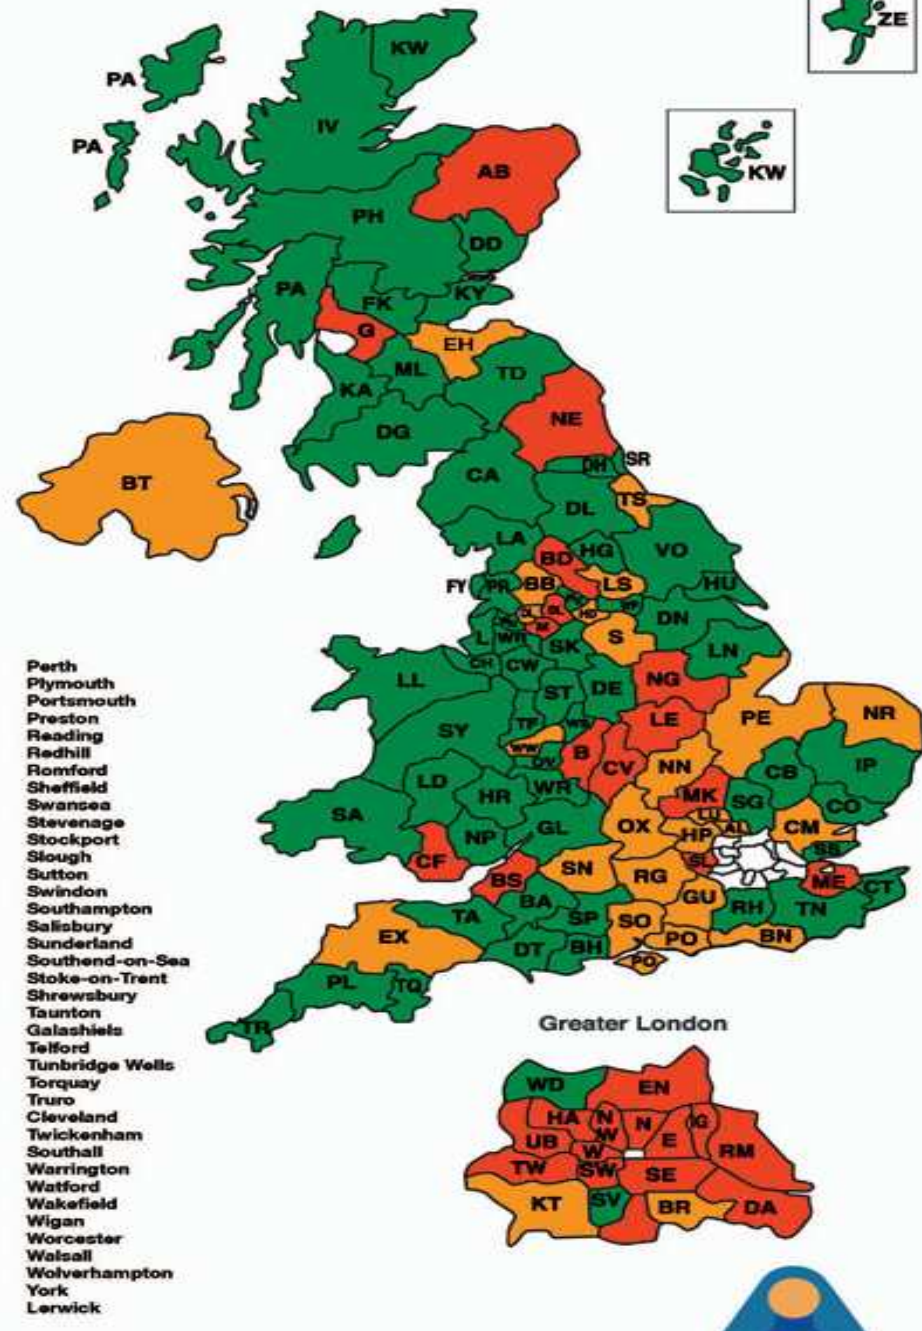 ZE
KW
PA
IV
PA
AB
KW
PH
DD
PA
KY
FK
G
EH
ML
TD
KA
NE
DG
DH
SR
CA
BT
TS
DL
LA
BD
HG
VO
FY
PR
BB
LS
HU
DN
L
WN
SK
S
LN
CH
CW
LL
ST
DE
NG
TF
LE
PE
NR
SY
B
CV
NN
CB
IP
LD
HR
WR
MK
SG
CO
SA
NP
GL
OX
LU
HP
AL
CM
CF
SL
SS
BS
SN
RG
ME
CT
BA
GU
RH
TN
TA
SP
SO
EX
DT
BH
PO
BN
PO
PL
TQ
TR
Perth
Plymouth
Portsmouth
Preston
Reading
Redhill
Romford
Sheffield
Swansea
Stevenage
Stockport
Slough
Sutton
Swindon
Southampton
Salisbury
Sunderland
Southend-on-Sea
Stoke-on-Trent
Shrewsbury
Taunton
Galashiels
Telford
Tunbridge Wells
Torquay
Truro
Cleveland
Twickenham
Southall
Warrington
Watford
Wakefield
Wigan
Worcester
Walsall
Wolverhampton
York
Lerwick
Greater London
WD
EN
HA
N
W
N
IG
UB
E
W
RM
TW
SW
SE
KT
SV
BR
DA